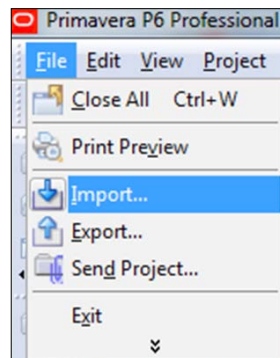 Primavera P6 Professional
File Edit View Project
Close All Ctrl+W
Print Preview
Import...
Export...
Send Project...
Exit